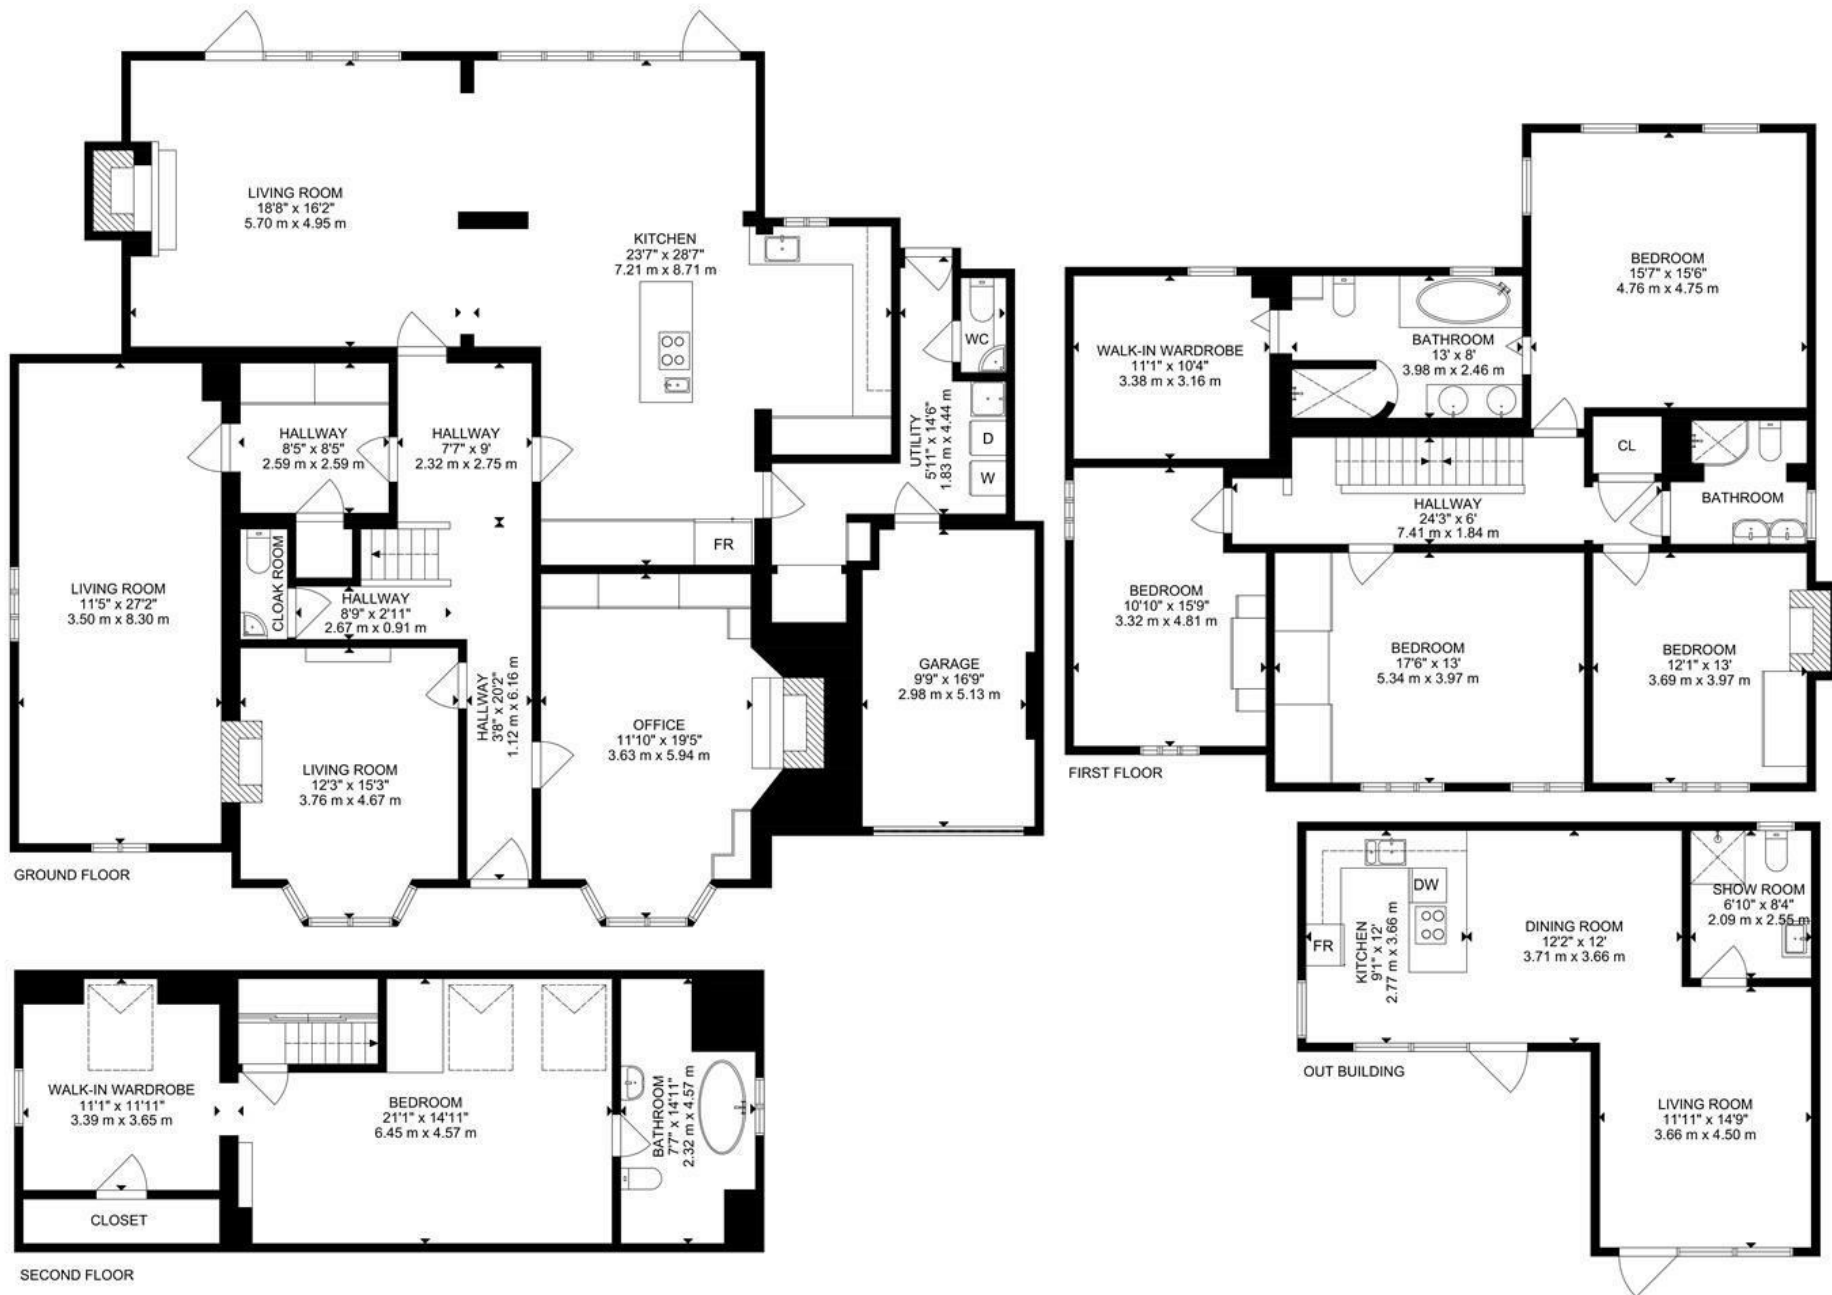 LIVING ROOM
18'8" x 16'2"
5.70 m x 4.95 m
KITCHEN
23'7" x 28'7"
7.21 m x 8.71 m
WC
UTILITY
5'11" x 14'6"
1.83 m x 4.44 m
D
W
HALLWAY
8'5" x 8'5"
2.59 m x 2.59 m
HALLWAY
7'7" x 9'
2.32 m x 2.75 m
FR
CLOAK ROOM
HALLWAY
8'9" x 2'11"
2.67 m x 0.91 m
LIVING ROOM
11'5" x 27'2"
3.50 m x 8.30 m
HALLWAY
3'8" x 20'2"
1.12 m x 6.16 m
OFFICE
11'10" x 19'5"
3.63 m x 5.94 m
GARAGE
9'9" x 16'9"
2.98 m x 5.13 m
LIVING ROOM
12'3" x 15'3"
3.76 m x 4.67 m
GROUND FLOOR
BEDROOM
15'7" x 15'6"
4.76 m x 4.75 m
WALK-IN WARDROBE
11'1" x 10'4"
3.38 m x 3.16 m
BATHROOM
13' x 8'
3.98 m x 2.46 m
CL
BATHROOM
HALLWAY
24'3" x 6'
7.41 m x 1.84 m
BEDROOM
10'10" x 15'9"
3.32 m x 4.81 m
BEDROOM
17'6" x 13'
5.34 m x 3.97 m
BEDROOM
12'1" x 13'
3.69 m x 3.97 m
FIRST FLOOR
WALK-IN WARDROBE
11'1" x 11'11"
3.39 m x 3.65 m
CLOSET
BEDROOM
21'1" x 14'11"
6.45 m x 4.57 m
BATHROOM
7'7" x 14'11"
2.32 m x 4.57 m
SECOND FLOOR
DW
FR
KITCHEN
9'1" x 12'
2.77 m x 3.66 m
DINING ROOM
12'2" x 12'
3.71 m x 3.66 m
SHOW ROOM
6'10" x 8'4"
2.09 m x 2.55 m
OUT BUILDING
LIVING ROOM
11'11" x 14'9"
3.66 m x 4.50 m